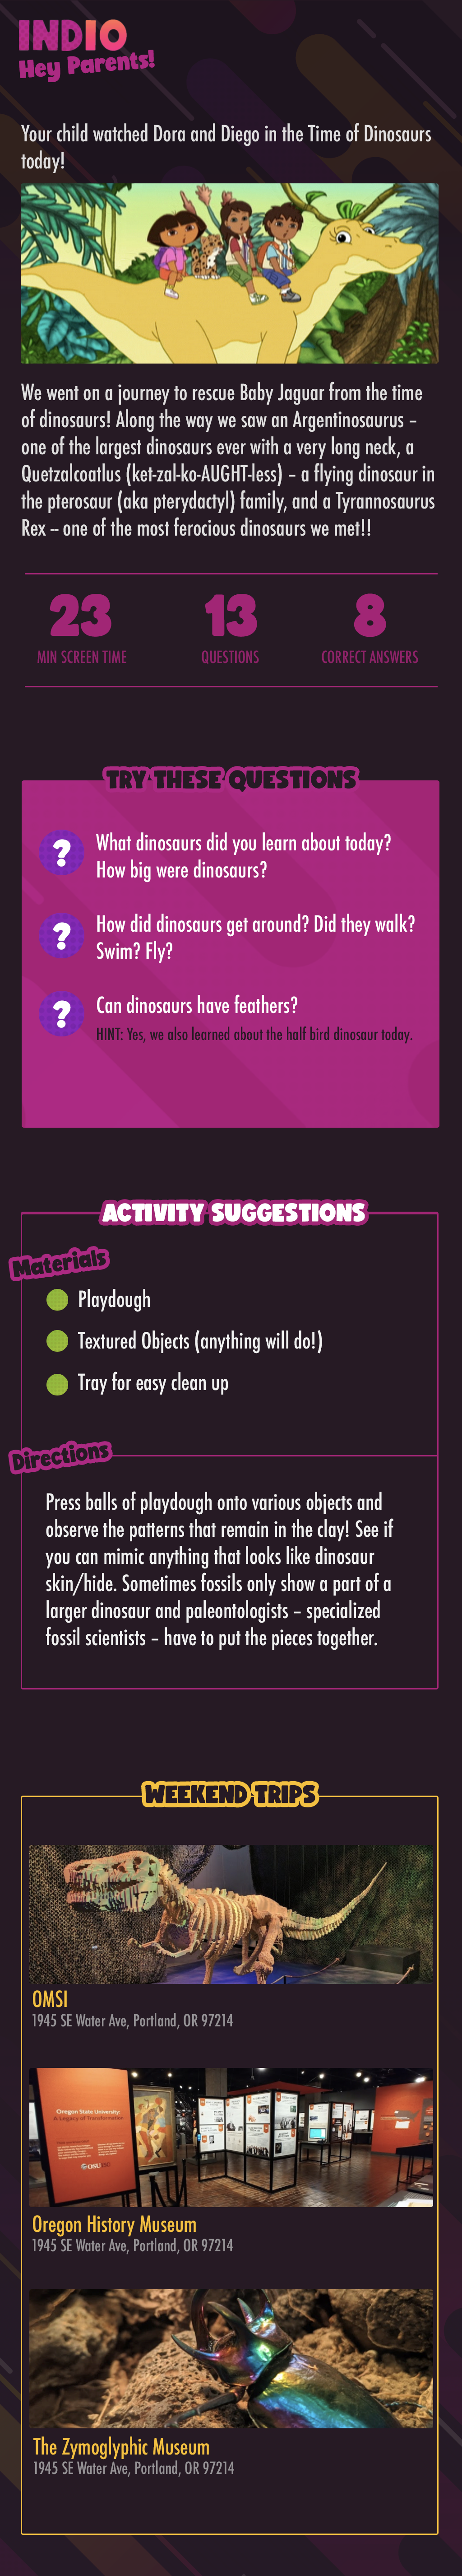 INDIO
Hey Parents!
Your child watched Dora and Diego in the Time of Dinosaurs
today!
We went on a journey to rescue Baby Jaguar from the time
of dinosaurs! Along the way we saw an Argentinosaurus –
one of the largest dinosaurs ever with a very long neck, a
Quetzalcoatlus (ket-zal-ko-AUGHT-less) – a flying dinosaur in
the pterosaur (aka pterydactyl) family, and a Tyrannosaurus
Rex – one of the most ferocious dinosaurs we met!!
23 13 8
MIN SCREEN TIME QUESTIONS CORRECT ANSWERS
TRY THESE QUESTIONS
? What dinosaurs did you learn about today?
How big were dinosaurs?
? How did dinosaurs get around? Did they walk?
Swim? Fly?
? Can dinosaurs have feathers?
HINT: Yes, we also learned about the half bird dinosaur today.
ACTIVITY SUGGESTIONS
Materials
Playdough
Textured Objects (anything will do!)
Tray for easy clean up
Directions
Press balls of playdough onto various objects and
observe the patterns that remain in the clay! See if
you can mimic anything that looks like dinosaur
skin/hide. Sometimes fossils only show a part of a
larger dinosaur and paleontologists – specialized
fossil scientists – have to put the pieces together.
WEEKEND TRIPS
OMSI
1945 SE Water Ave, Portland, OR 97214
Oregon State University:
A Legacy of Transformation
OSU
Oregon History Museum
1945 SE Water Ave, Portland, OR 97214
The Zymoglyphic Museum
1945 SE Water Ave, Portland, OR 97214